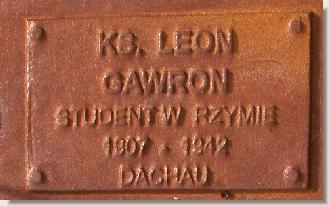 KS. LEON
GAWRON
STUDENT W RZYMIE
1907 - 1942
DACHAU